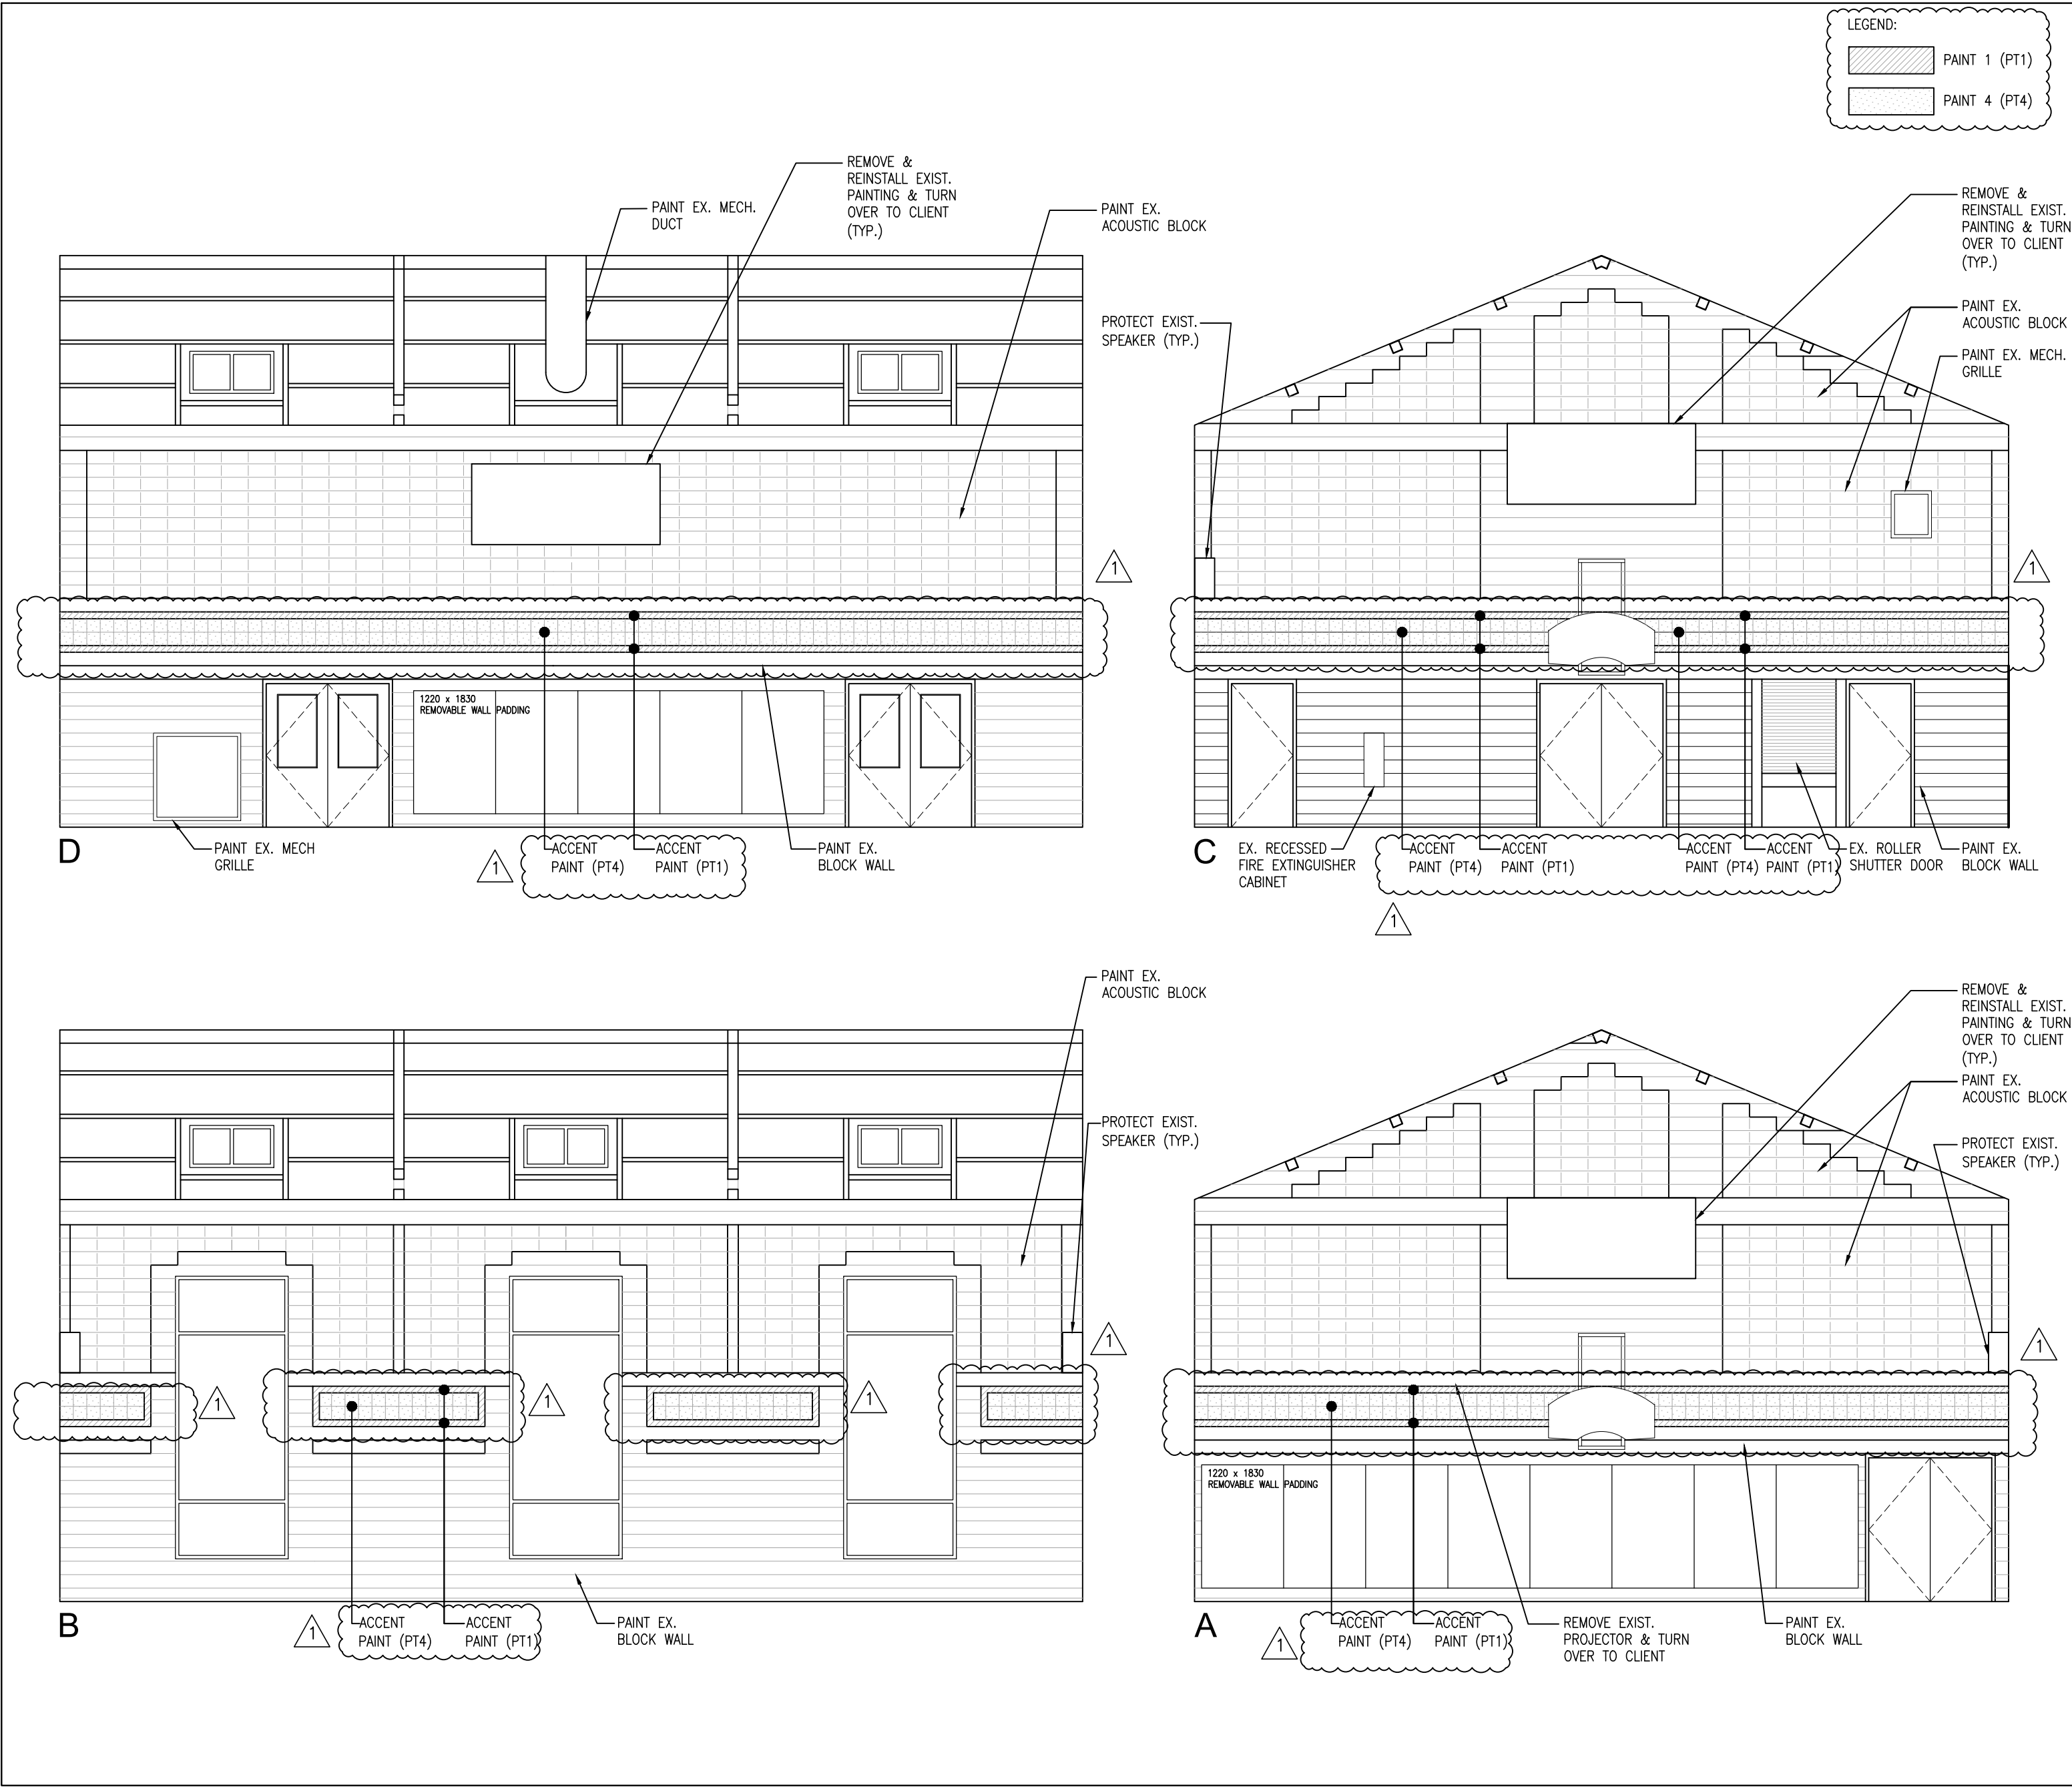 LEGEND:
PAINT 1 (PT1)
PAINT 4 (PT4)
REMOVE &
REINSTALL EXIST.
PAINTING & TURN
OVER TO CLIENT
(TYP.)
PAINT EX. MECH.
DUCT
PAINT EX.
ACOUSTIC BLOCK
1
1220 x 1830
REMOVABLE WALL PADDING
D
PAINT EX. MECH
GRILLE
1
ACCENT
PAINT (PT4)
ACCENT
PAINT (PT1)
PAINT EX.
BLOCK WALL
REMOVE &
REINSTALL EXIST.
PAINTING & TURN
OVER TO CLIENT
(TYP.)
PROTECT EXIST.
SPEAKER (TYP.)
PAINT EX.
ACOUSTIC BLOCK
PAINT EX. MECH.
GRILLE
1
C
EX. RECESSED
FIRE EXTINGUISHER
CABINET
ACCENT
PAINT (PT4)
ACCENT
PAINT (PT1)
ACCENT
PAINT (PT4)
ACCENT
PAINT (PT1)
EX. ROLLER
SHUTTER DOOR
PAINT EX.
BLOCK WALL
1
PAINT EX.
ACOUSTIC BLOCK
PROTECT EXIST.
SPEAKER (TYP.)
1
1
1
1
B
1
ACCENT
PAINT (PT4)
ACCENT
PAINT (PT1)
PAINT EX.
BLOCK WALL
REMOVE &
REINSTALL EXIST.
PAINTING & TURN
OVER TO CLIENT
(TYP.)
PAINT EX.
ACOUSTIC BLOCK
PROTECT EXIST.
SPEAKER (TYP.)
1
1220 x 1830
REMOVABLE WALL PADDING
A
1
ACCENT
PAINT (PT4)
ACCENT
PAINT (PT1)
REMOVE EXIST.
PROJECTOR & TURN
OVER TO CLIENT
PAINT EX.
BLOCK WALL